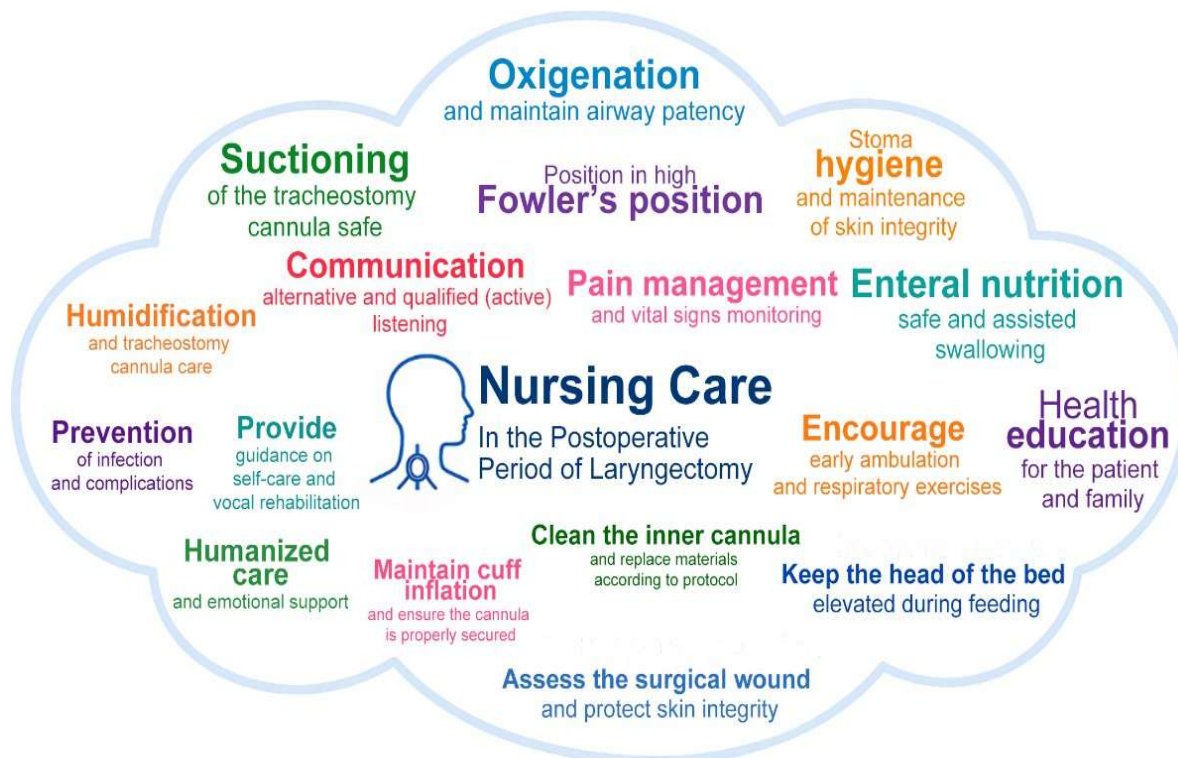 Oxigenation
and maintain airway patency
Suctioning
of the tracheostomy
cannula safe
Position in high
Fowler's position
Stoma
hygiene
and maintenance
of skin integrity
Communication
alternative and qualified (active)
listening
Pain management
and vital signs monitoring
Enteral nutrition
safe and assisted
swallowing
Humidification
and tracheostomy
cannula care
Nursing Care
In the Postoperative
Period of Laryngectomy
Prevention
of infection
and complications
Provide
guidance on
self-care and
vocal rehabilitation
Encourage
early ambulation
and respiratory exercises
Health
education
for the patient
and family
Humanized
care
and emotional support
Maintain cuff
inflation
and ensure the cannula
is properly secured
Clean the inner cannula
and replace materials
according to protocol
Keep the head of the bed
elevated during feeding
Assess the surgical wound
and protect skin integrity